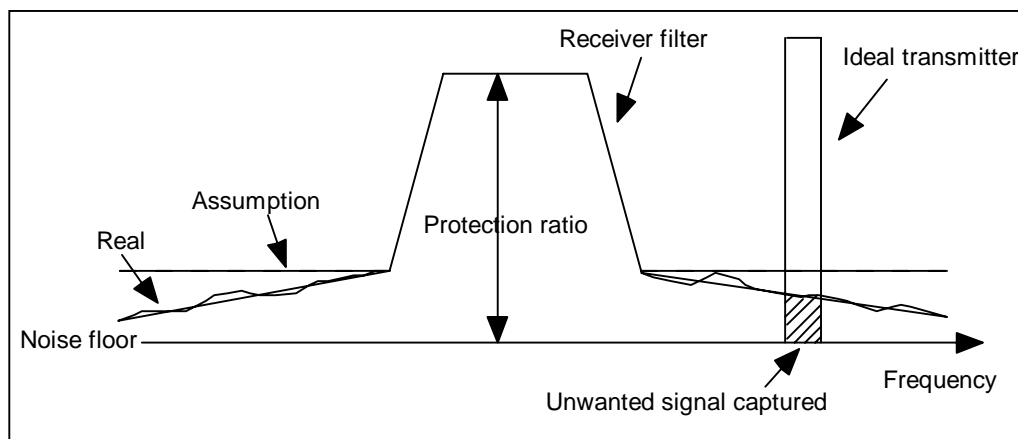 Receiver filter
Ideal transmitter
Assumption
Protection ratio
Real
Noise floor
Frequency
Unwanted signal captured